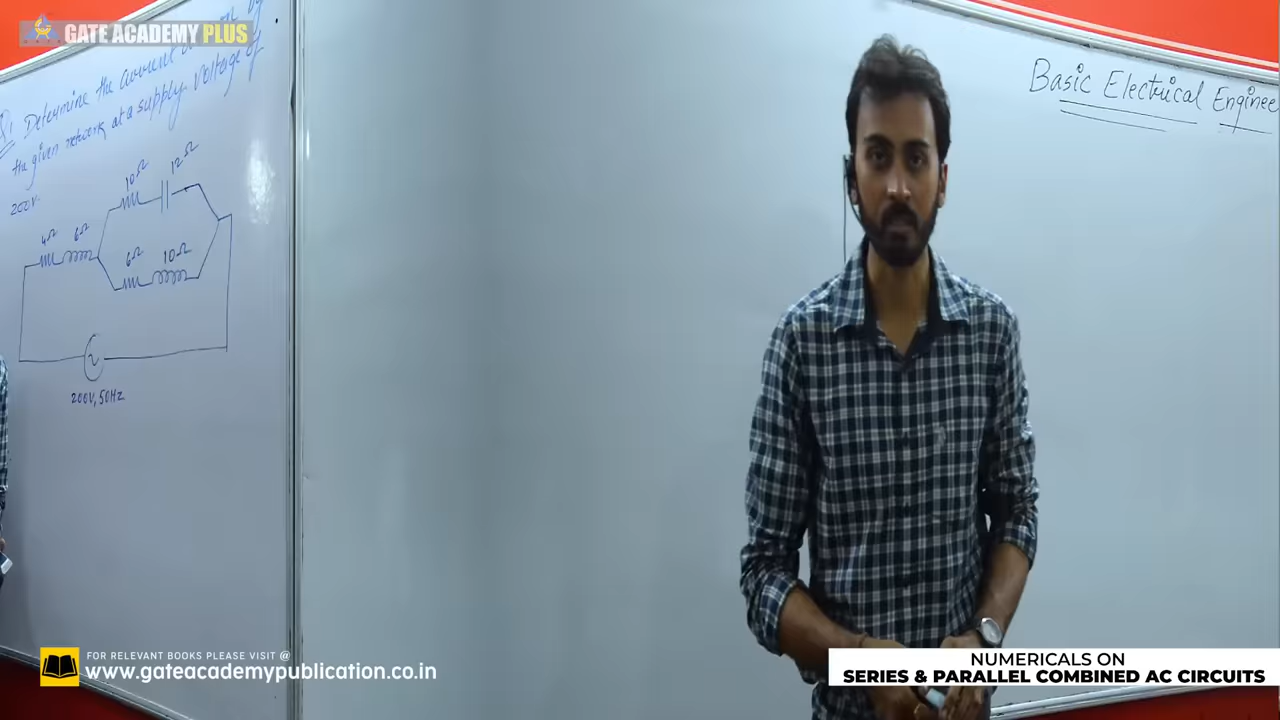 GATE ACADEMY PLUS
Q1 Determine the current by
the given network at a supply voltage of
200V.
10Ω 12Ω
4Ω 6Ω
6Ω 10Ω
200V, 50Hz
Basic Electrical Enginee
FOR RELEVANT BOOKS PLEASE VISIT @
www.gateacademypublication.co.in
NUMERICALS ON
SERIES & PARALLEL COMBINED AC CIRCUITS